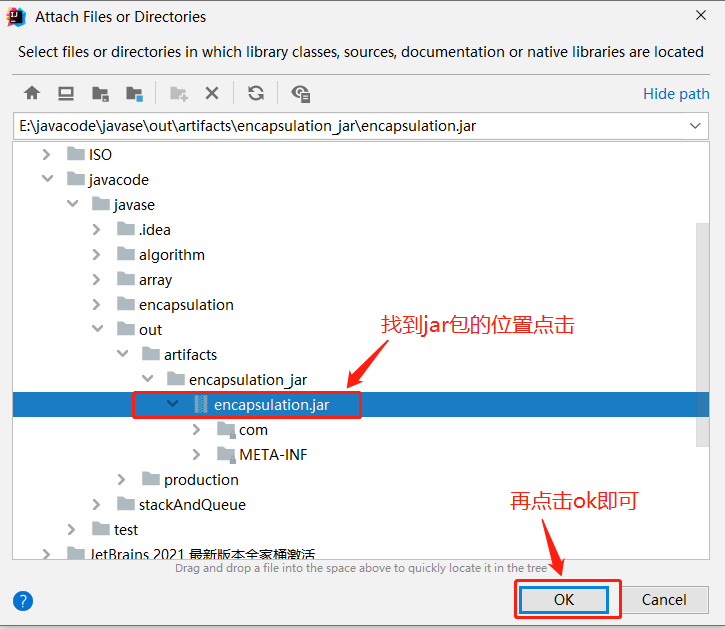 Attach Files or Directories
Select files or directories in which library classes, sources, documentation or native libraries are located
Hide path
E:\javacode\javase\out\artifacts\encapsulation_jar\encapsulation.jar
ISO
javacode
javase
.idea
algorithm
array
encapsulation
找到jar包的位置点击
out
artifacts
encapsulation_jar
encapsulation.jar
com
META-INF
production
再点击ok即可
stackAndQueue
test
JetBrains 2021 最新版本全家桶激活
Drag and drop a file into the space above to quickly locate it in the tree
?
OK
Cancel